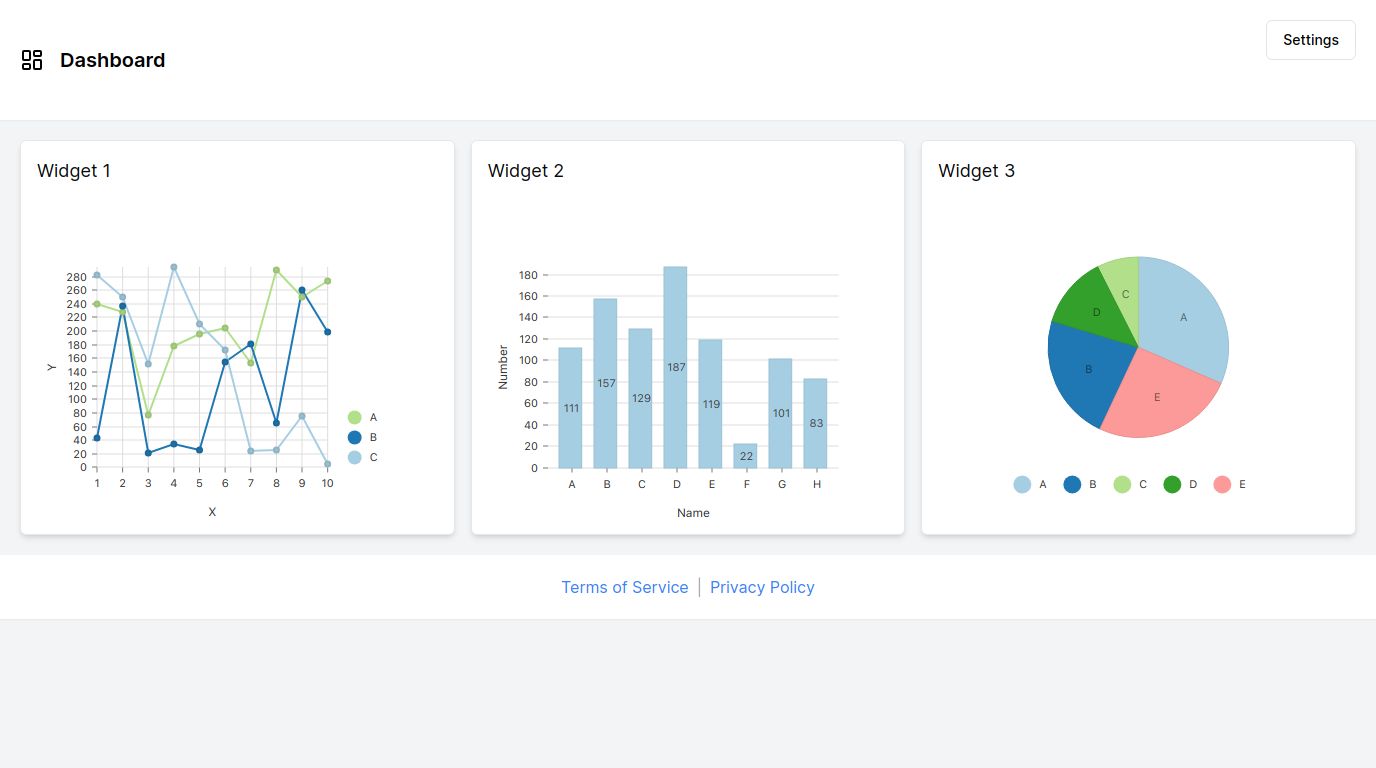 Dashboard
Settings
Widget 1
280
260
240
220
200
180
160
140
120
100
80
60
40
20
0
Y
1 2 3 4 5 6 7 8 9 10
X
A
B
C
Widget 2
180
160
140
120
100
80
60
40
20
0
Number
111 157 129 187 119 22 101 83
A B C D E F G H
Name
Widget 3
A
B
C
D
E
A B C D E
Terms of Service | Privacy Policy